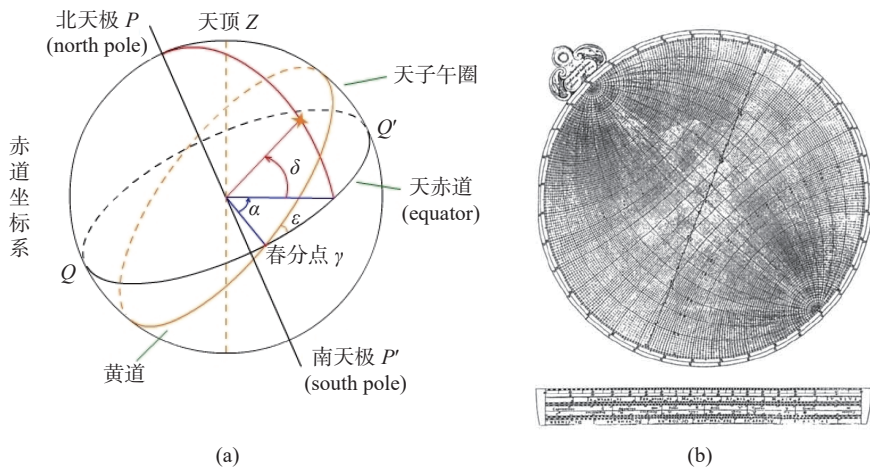 北天极 P
(north pole)
天顶 Z
天子午圈
Q′
赤道坐标系
δ
天赤道
(equator)
α
ε
春分点 γ
Q
黄道
南天极 P′
(south pole)
(a)
(b)